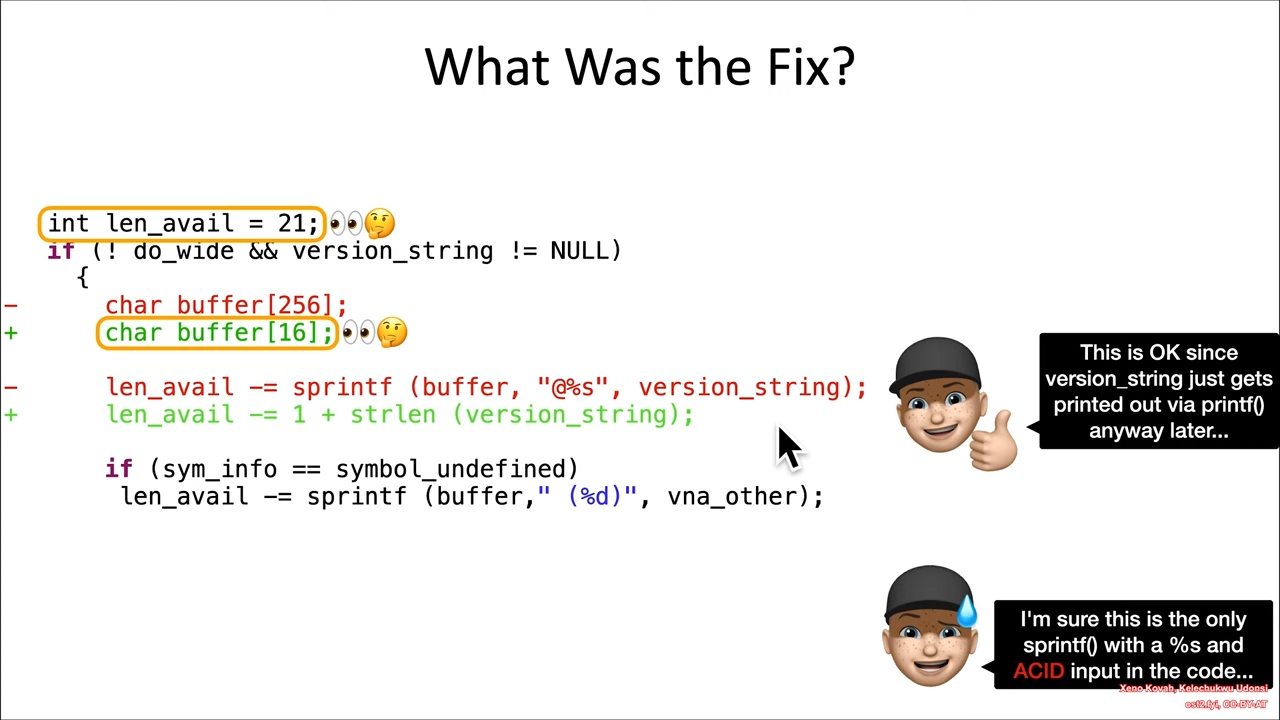 What Was the Fix?
int len_avail = 21;👀🤔
if (! do_wide && version_string != NULL)
{
- char buffer[256];
+ char buffer[16];👀🤔
- len_avail -= sprintf (buffer, "@%s", version_string);
+ len_avail -= 1 + strlen (version_string);
if (sym_info == symbol_undefined)
len_avail -= sprintf (buffer," (%d)", vna_other);
This is OK since
version_string just gets
printed out via printf()
anyway later...
I'm sure this is the only
sprintf() with a %s and
ACID input in the code...
Xeno Kovah, Kelechukwu Udonsi
ost2.fyi, CC-BY-AT